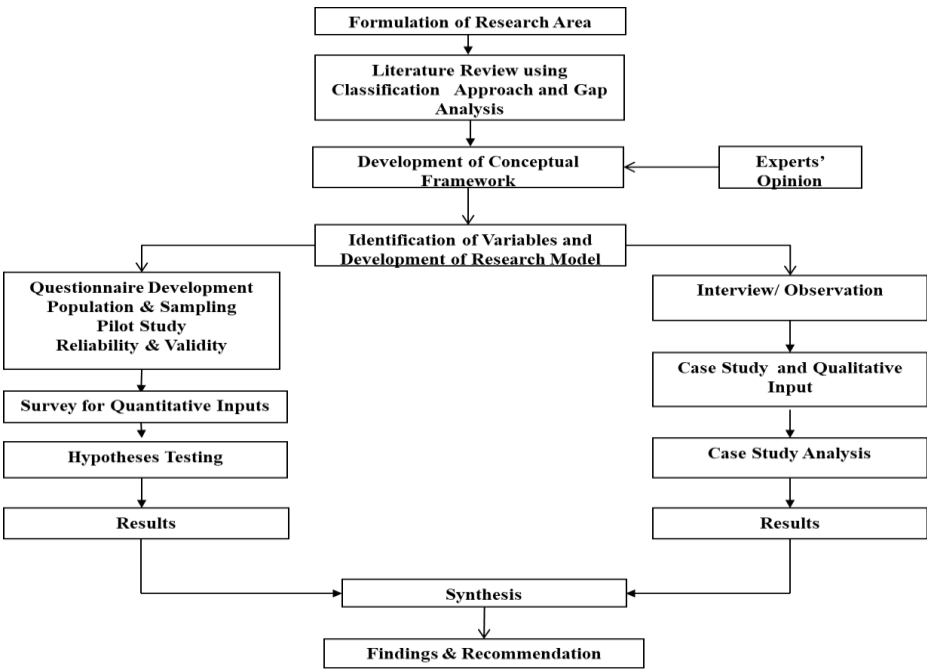 Formulation of Research Area
Literature Review using
Classification Approach and Gap
Analysis
Development of Conceptual
Framework
Experts'
Opinion
Identification of Variables and
Development of Research Model
Questionnaire Development
Population & Sampling
Pilot Study
Reliability & Validity
Interview/ Observation
Case Study and Qualitative
Input
Survey for Quantitative Inputs
Hypotheses Testing
Case Study Analysis
Results
Results
Synthesis
Findings & Recommendation